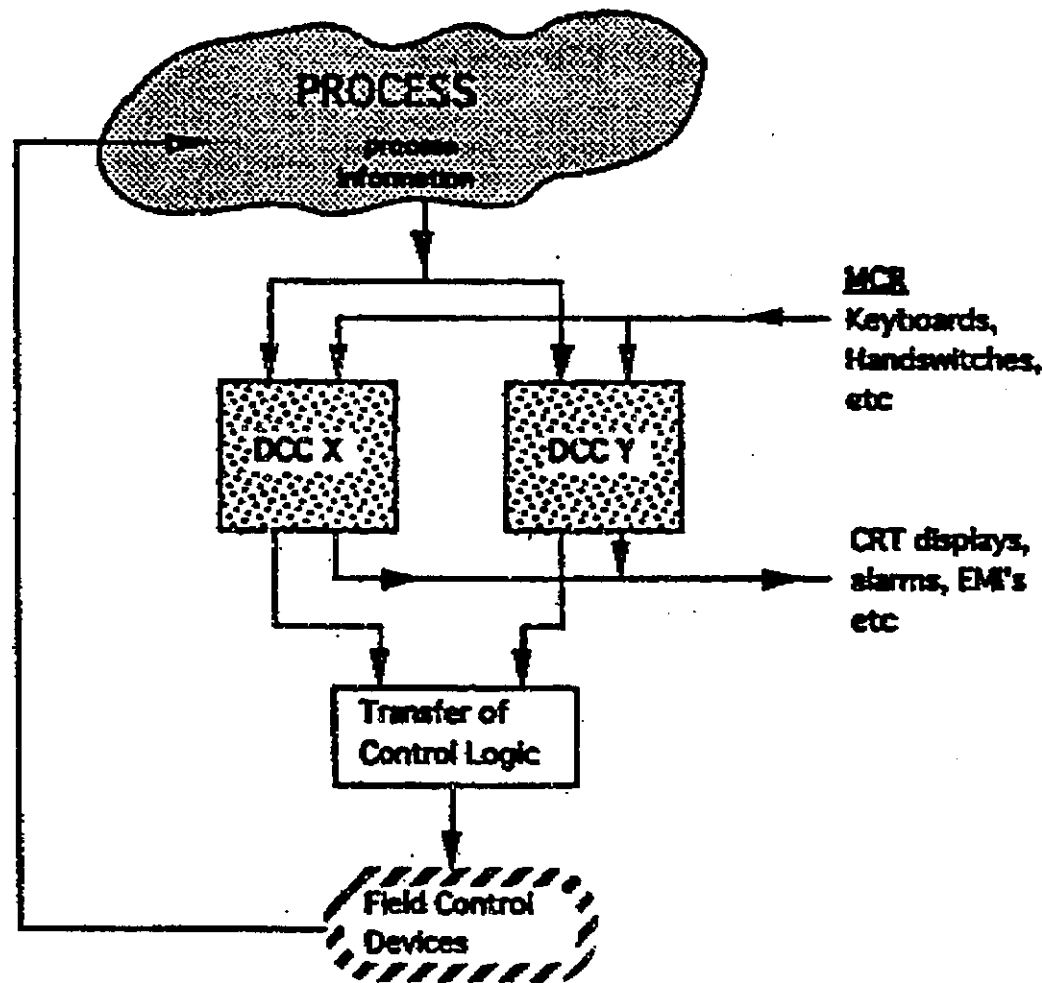 PROCESS
process
information
MCR
Keyboards,
Handswitches,
etc
DCC X
DCC Y
CRT displays,
alarms, EMI's
etc
Transfer of
Control Logic
Field Control
Devices